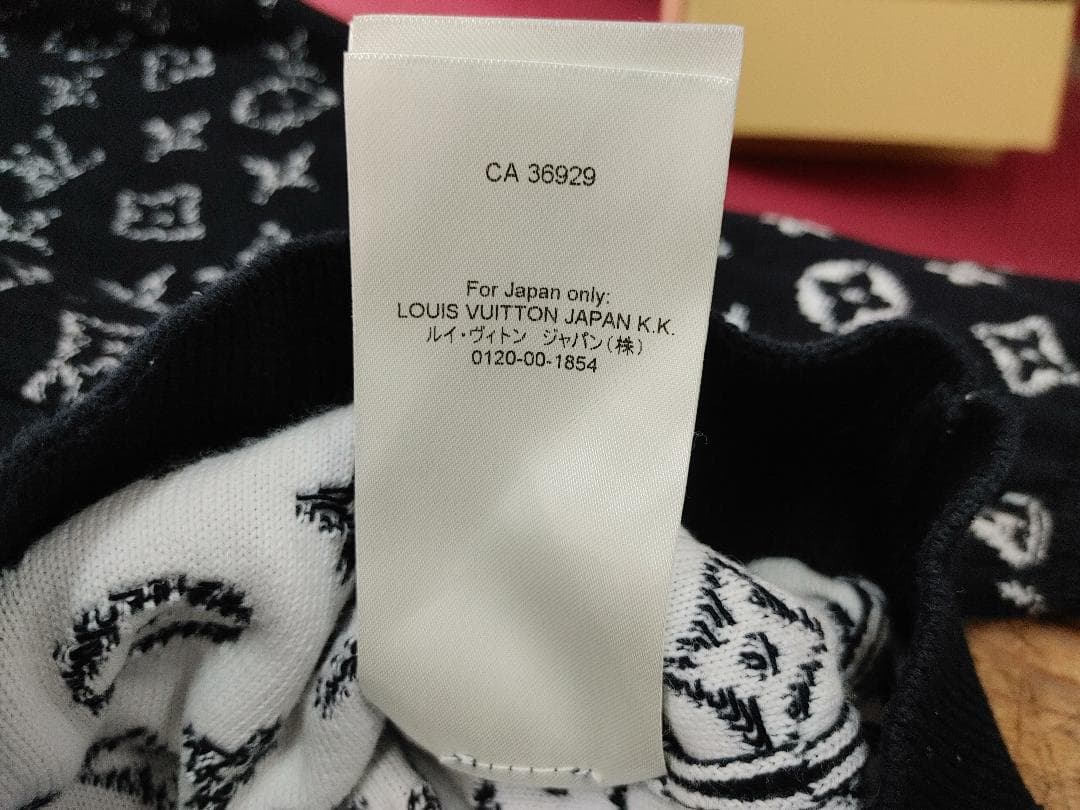 CA 36929
For Japan only:
LOUIS VUITTON JAPAN K.K.
ルイ・ヴィトン ジャパン(株)
0120-00-1854